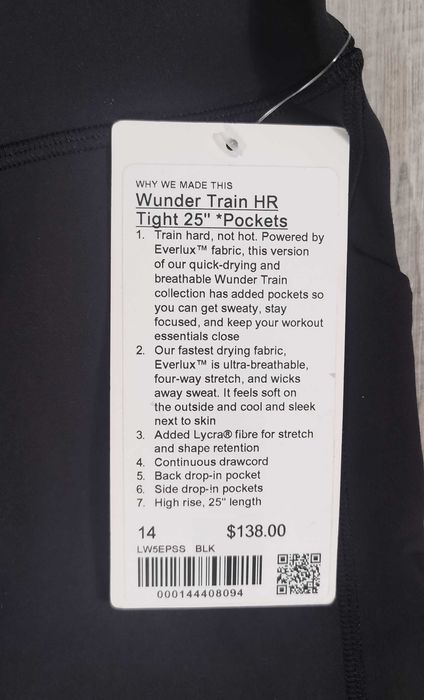 WHY WE MADE THIS
Wunder Train HR
Tight 25" *Pockets
1. Train hard, not hot. Powered by
Everlux™ fabric, this version
of our quick-drying and
breathable Wunder Train
collection has added pockets so
you can get sweaty, stay
focused, and keep your workout
essentials close
2. Our fastest drying fabric,
Everlux™ is ultra-breathable,
four-way stretch, and wicks
away sweat. It feels soft on
the outside and cool and sleek
next to skin
3. Added Lycra® fibre for stretch
and shape retention
4. Continuous drawcord
5. Back drop-in pocket
6. Side drop-in pockets
7. High rise, 25" length
14 $138.00
LW5EPSS BLK
000144408094